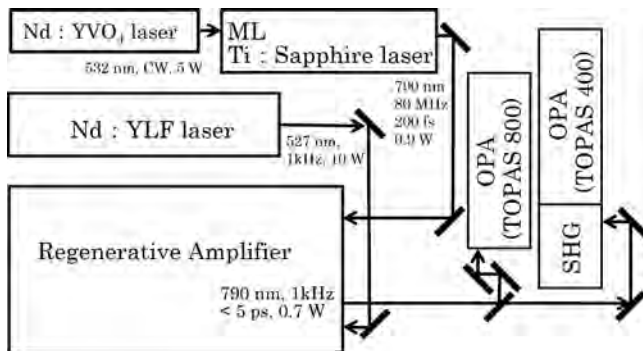 Nd : YVO₄ laser
532 nm, CW, 5 W
ML
Ti : Sapphire laser
790 nm
80 MHz
200 fs
0.9 W
Nd : YLF laser
527 nm,
1kHz, 10 W
Regenerative Amplifier
790 nm, 1kHz
< 5 ps, 0.7 W
OPA
(TOPAS 800)
OPA
(TOPAS 400)
SHG